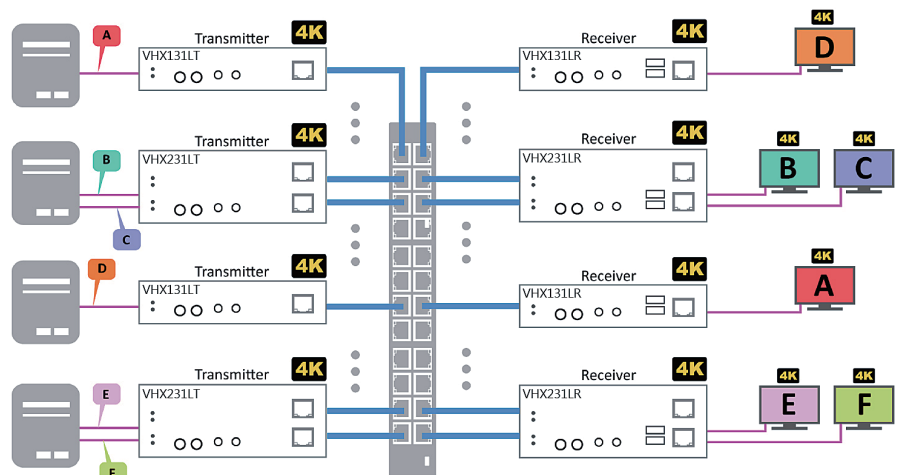 A
Transmitter
4K
VHX131LT
Receiver
4K
VHX131LR
4K
D
B
C
Transmitter
4K
VHX231LT
Receiver
4K
VHX231LR
4K
B
4K
C
D
Transmitter
4K
VHX131LT
Receiver
4K
VHX131LR
4K
A
E
F
Transmitter
4K
VHX231LT
Receiver
4K
VHX231LR
4K
E
4K
F